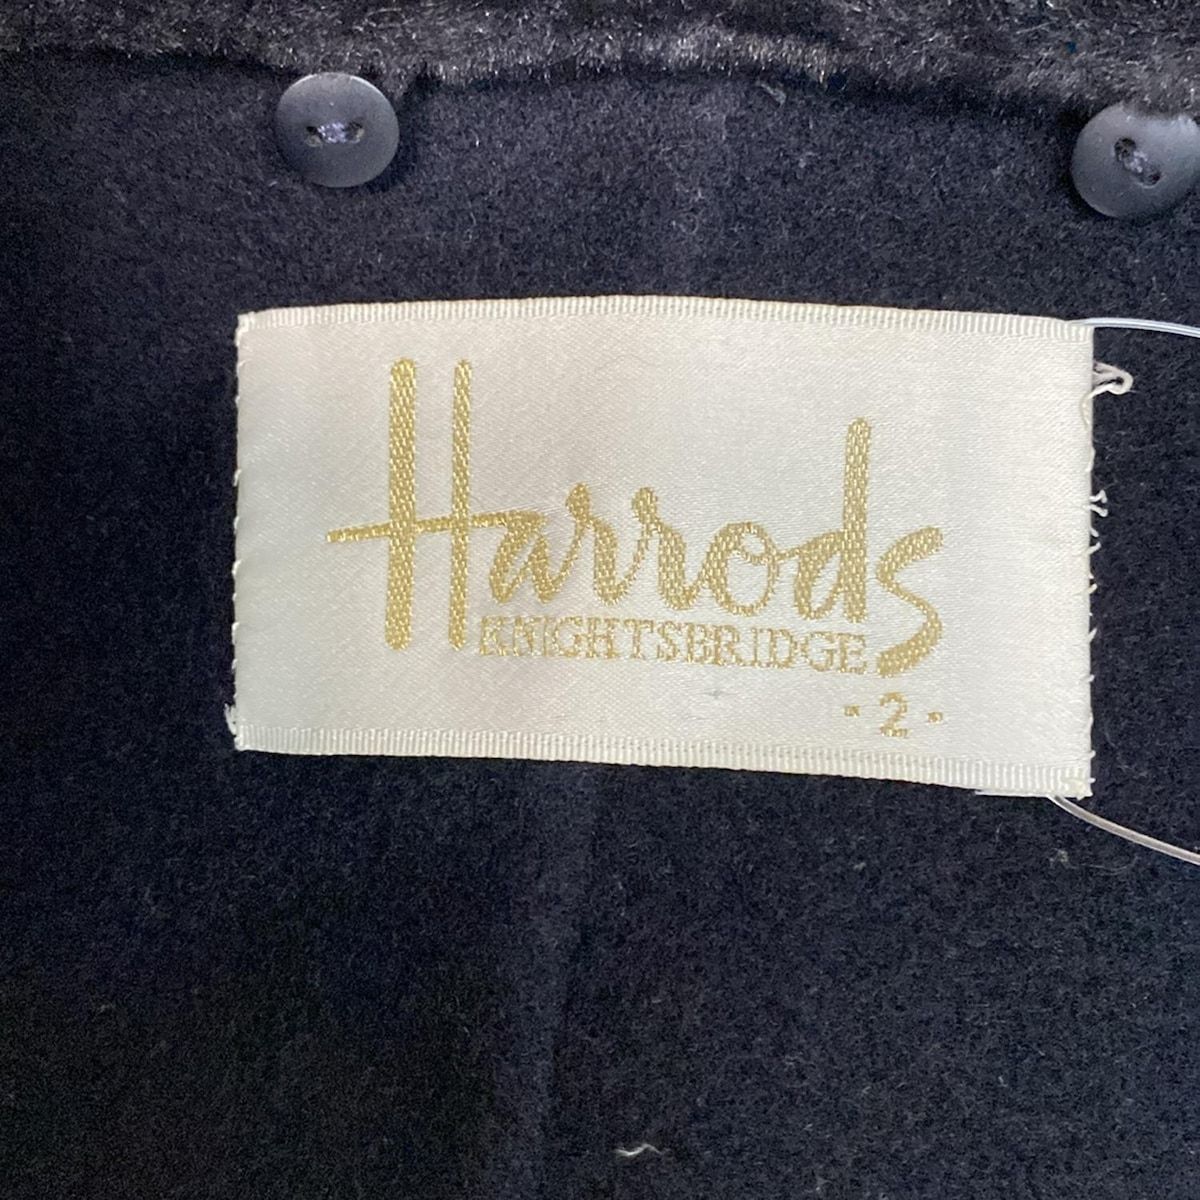 Harrods
KNIGHTSBRIDGE
· 2 ·